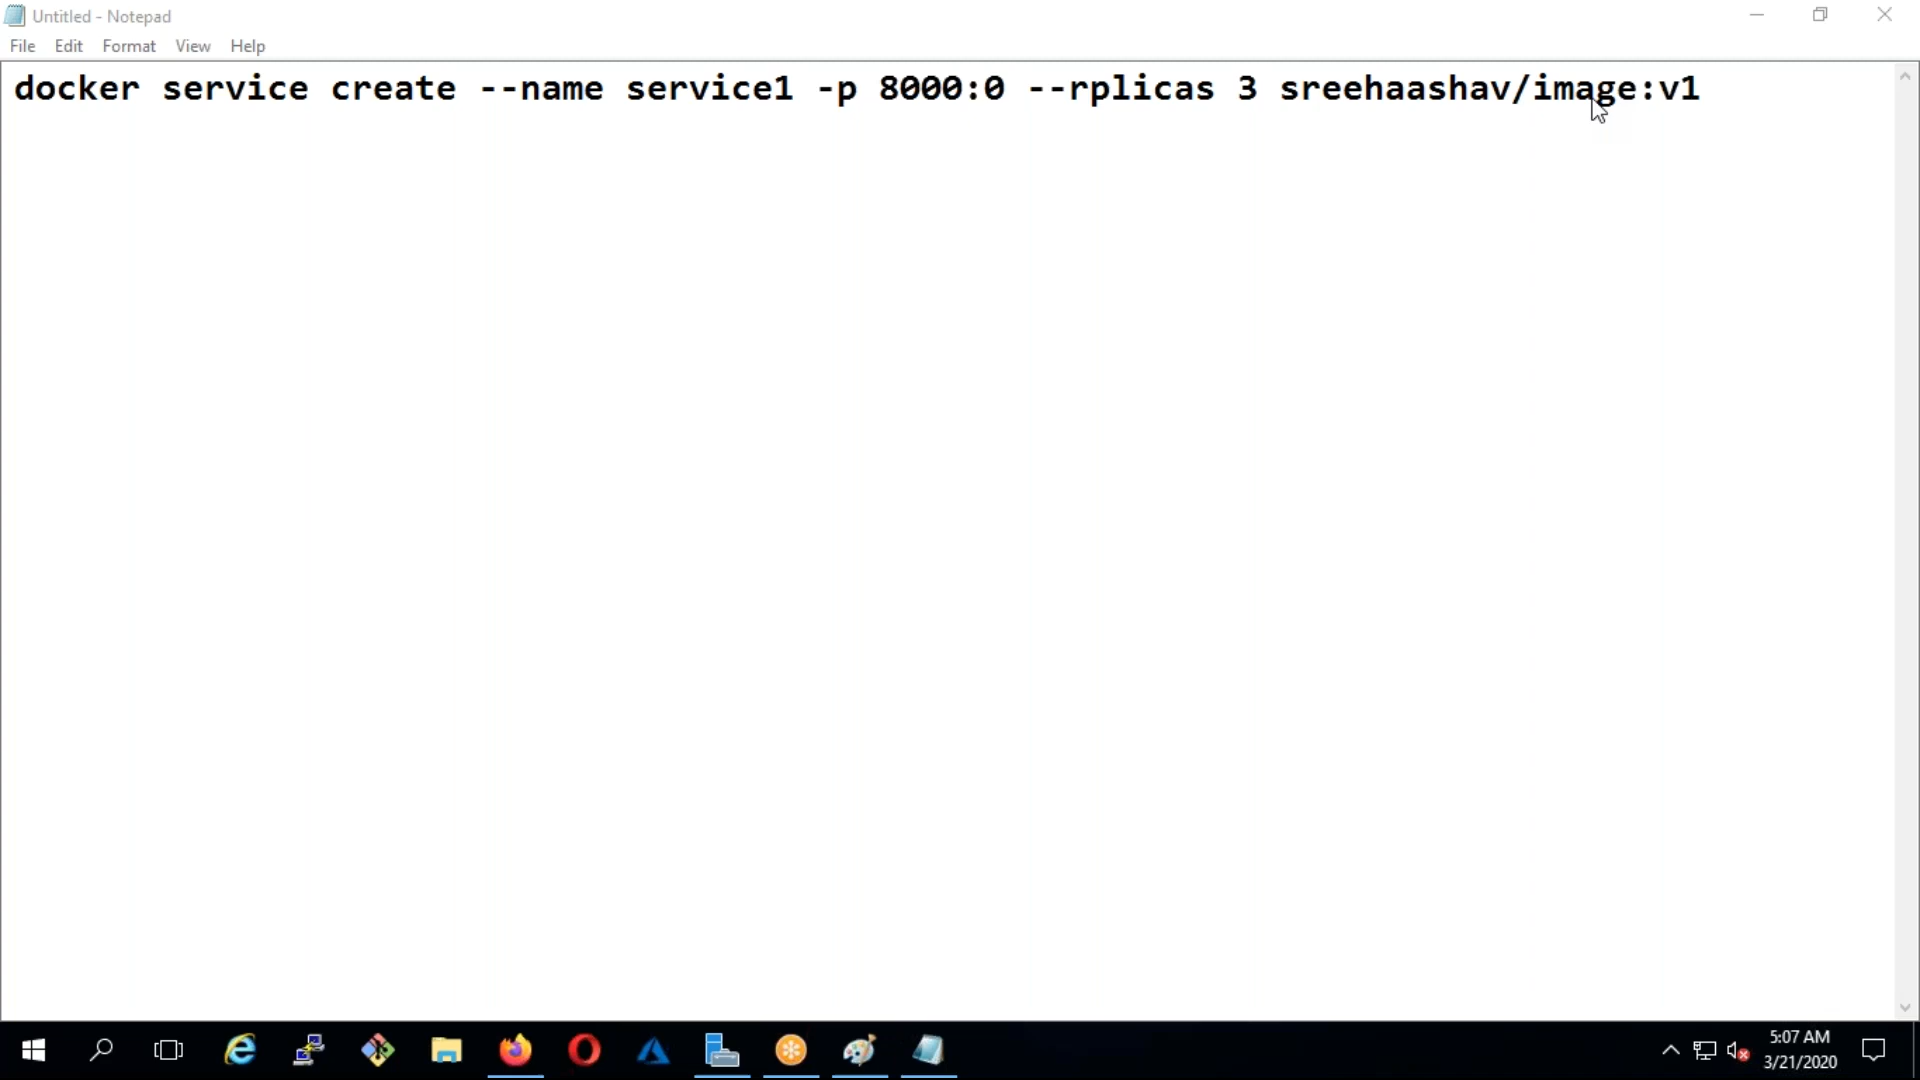 Untitled - Notepad
File Edit Format View Help
docker service create --name service1 -p 8000:0 --rplicas 3 sreehaashav/image:v1
5:07 AM
3/21/2020